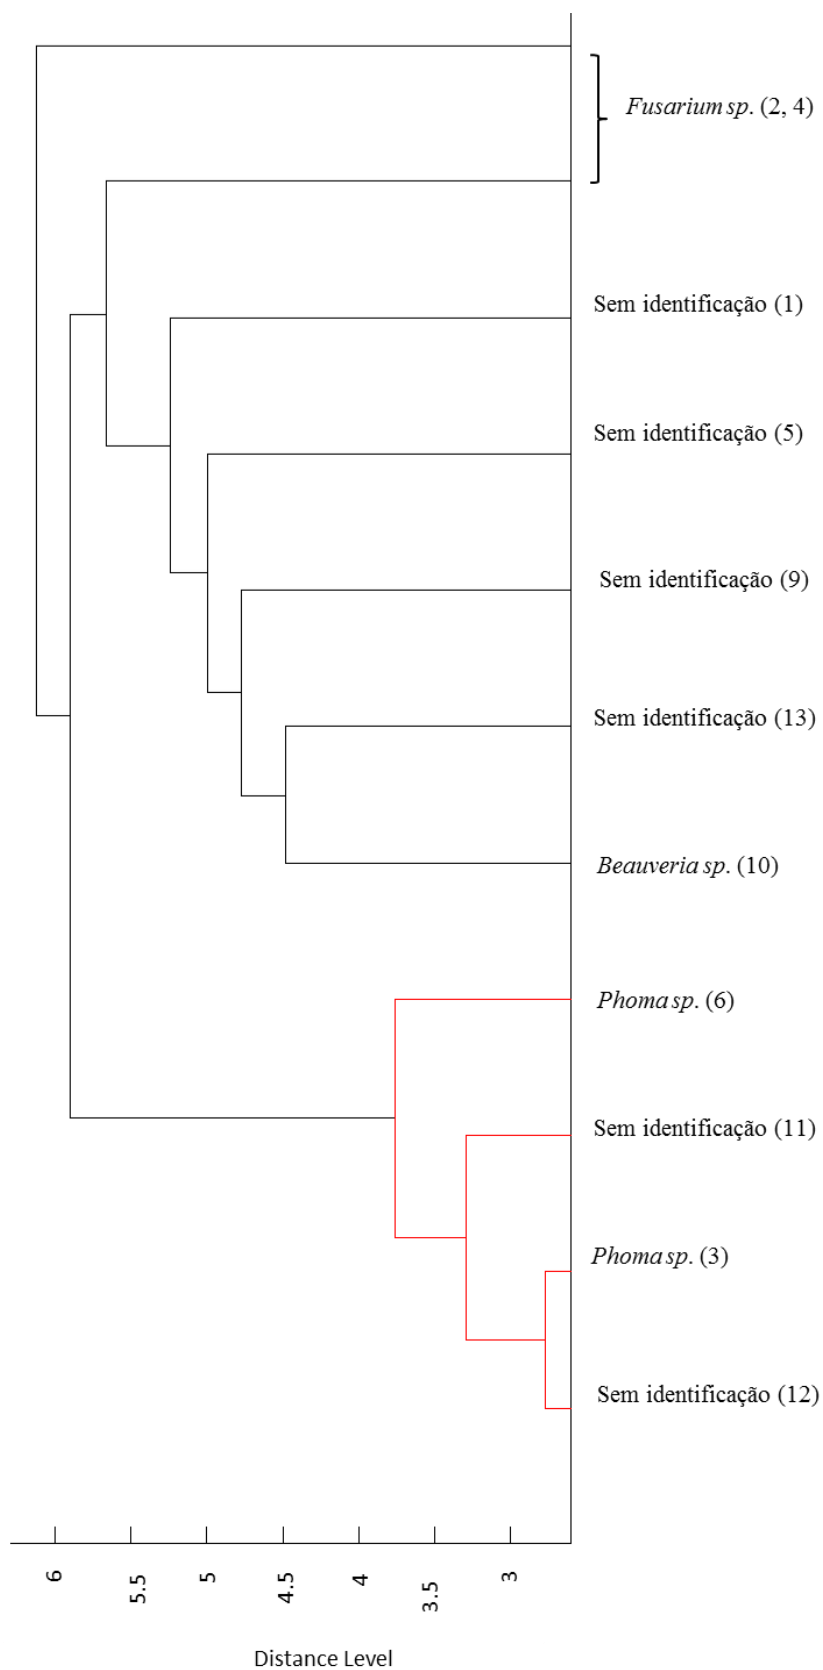 Fusarium sp. (2, 4)
Sem identificação (1)
Sem identificação (5)
Sem identificação (9)
Sem identificação (13)
Beauveria sp. (10)
Phoma sp. (6)
Sem identificação (11)
Phoma sp. (3)
Sem identificação (12)
6
5.5
5
4.5
4
3.5
3
Distance Level